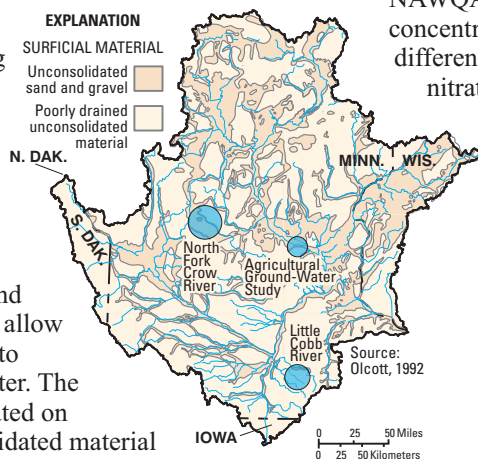 EXPLANATION
SURFICIAL MATERIAL
Unconsolidated
sand and gravel
Poorly drained
unconsolidated
material
N. DAK.
S. DAK.
MINN.
WIS.
North
Fork
Crow
River
Agricultural
Ground-Water
Study
Little
Cobb
River
Source:
Olcott, 1992
IOWA
0 25 50 Miles
0 25 50 Kilometers
NAWQA
concentr
differen
nitrat
g
nd
allow
to
ter. The
ated on
idated material